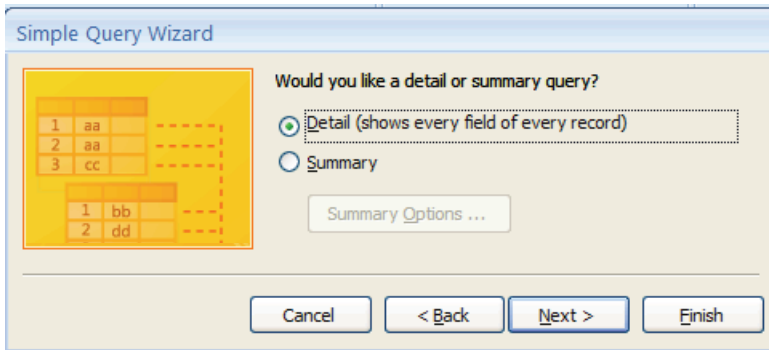 Simple Query Wizard
Would you like a detail or summary query?
Detail (shows every field of every record)
Summary
Summary Options ...
1 aa
2 aa
3 cc
1 bb
2 dd
Cancel
< Back
Next >
Finish